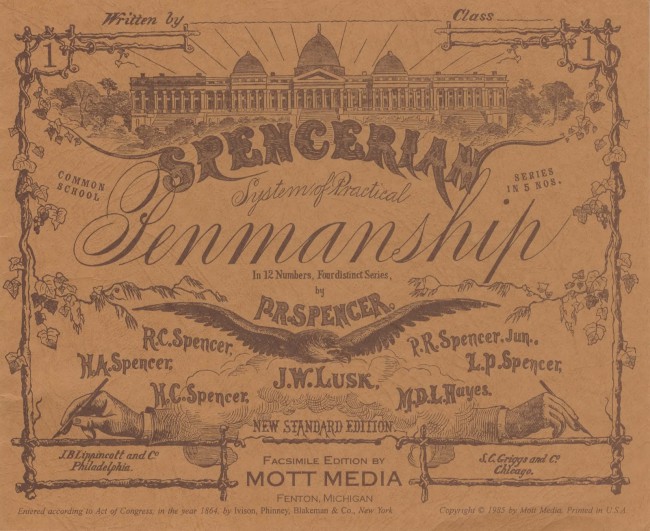 Written by
Class
1
1
SPENCERIAN
COMMON SCHOOL
SERIES IN 5 NOS.
System of Practical
Penmanship
In 12 Numbers, Four distinct Series,
by
P.R. SPENCER.
R.C. Spencer,
P.R. Spencer, Jun.,
H.A. Spencer,
L.P. Spencer,
J.W. LUSK,
H.C. Spencer,
M.D.L. Hayes.
NEW STANDARD EDITION.
J.B. Lippincott and Co
Philadelphia.
S.C. Griggs and Co
Chicago.
FACSIMILE EDITION BY
MOTT MEDIA
FENTON, MICHIGAN
Entered according to Act of Congress, in the year 1864, by Ivison, Phinney, Blakeman & Co., New York
Copyright © 1985 by Mott Media, Printed in U.S.A.